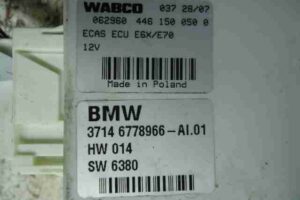 WABCO 037 28/07
062960 446 150 050 0
ECAS ECU E6X/E70
12V
Made in Poland
BMW
3714 6778966-AI.01
HW 014
SW 6380